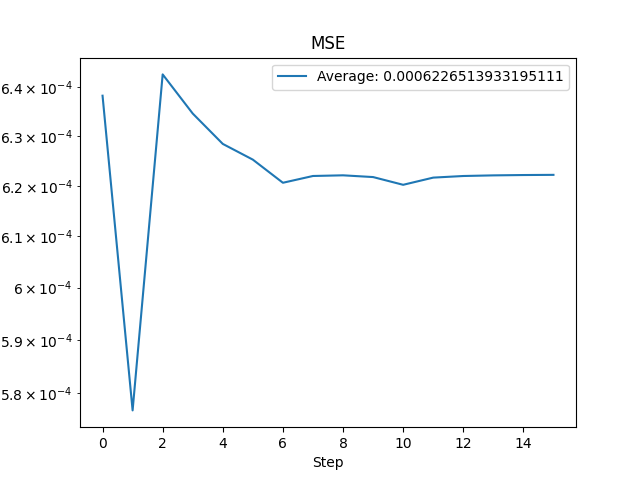 MSE
Average: 0.0006226513933195111
6.4 × 10⁻⁴
6.3 × 10⁻⁴
6.2 × 10⁻⁴
6.1 × 10⁻⁴
6 × 10⁻⁴
5.9 × 10⁻⁴
5.8 × 10⁻⁴
0 2 4 6 8 10 12 14
Step